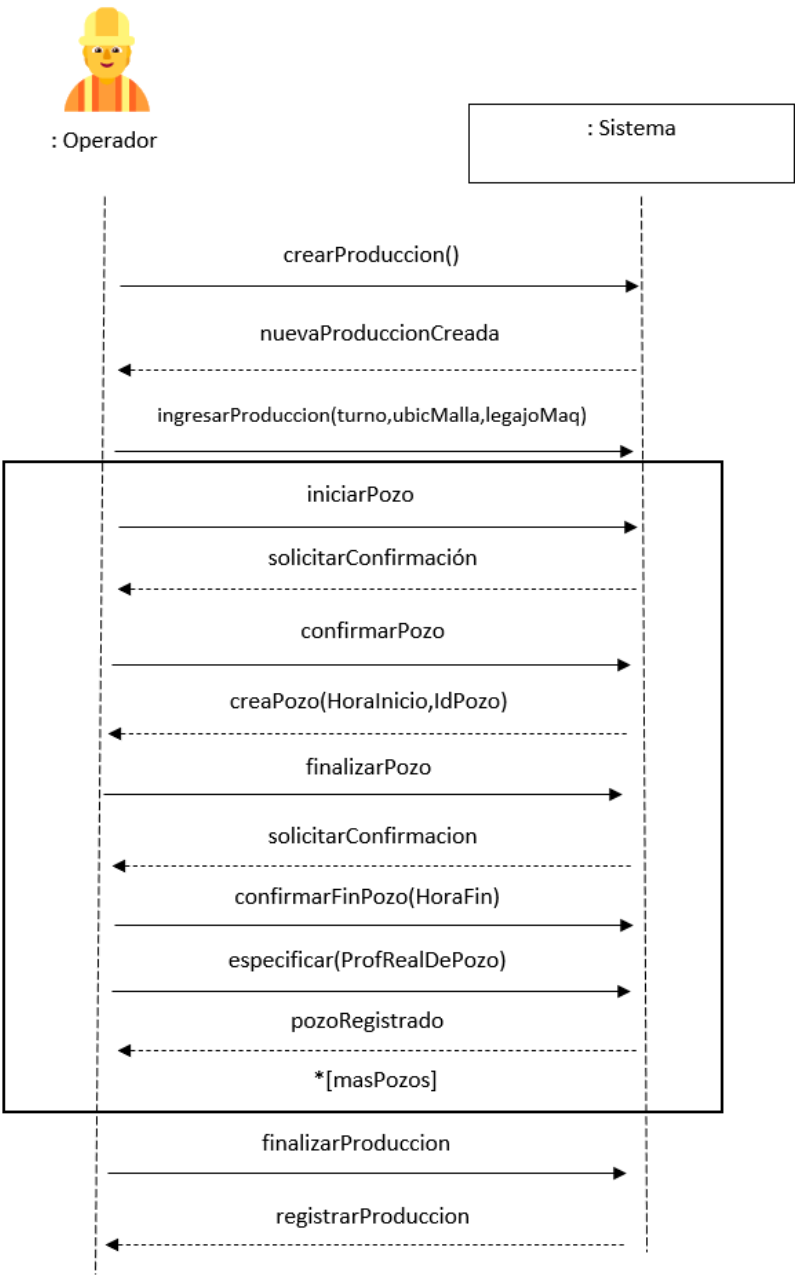 : Operador
: Sistema
crearProduccion()
nuevaProduccionCreada
ingresarProduccion(turno,ubicMalla,legajoMaq)
iniciarPozo
solicitarConfirmación
confirmarPozo
creaPozo(HoraInicio,IdPozo)
finalizarPozo
solicitarConfirmacion
confirmarFinPozo(HoraFin)
especificar(ProfRealDePozo)
pozoRegistrado
*[masPozos]
finalizarProduccion
registrarProduccion